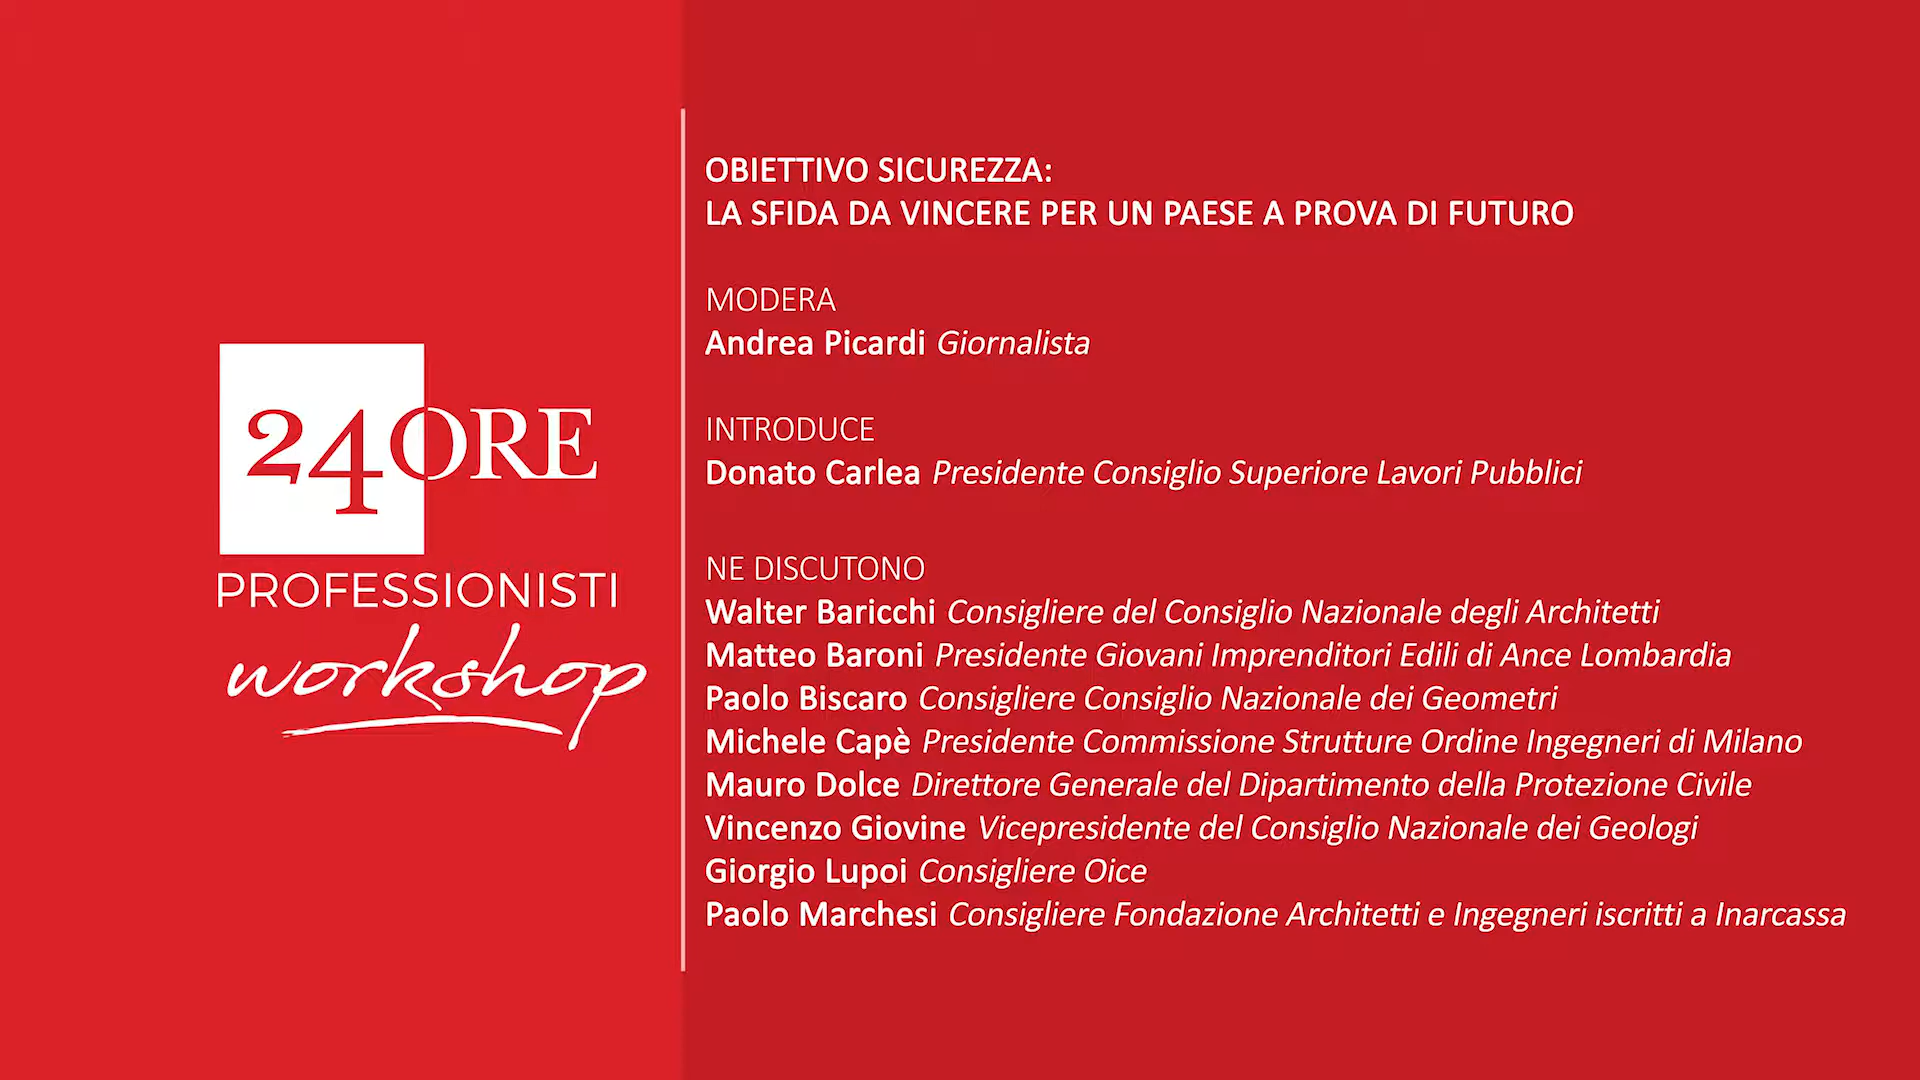 24ORE
PROFESSIONISTI
workshop
OBIETTIVO SICUREZZA:
LA SFIDA DA VINCERE PER UN PAESE A PROVA DI FUTURO
MODERA
Andrea Picardi Giornalista
INTRODUCE
Donato Carlea Presidente Consiglio Superiore Lavori Pubblici
NE DISCUTONO
Walter Baricchi Consigliere del Consiglio Nazionale degli Architetti
Matteo Baroni Presidente Giovani Imprenditori Edili di Ance Lombardia
Paolo Biscaro Consigliere Consiglio Nazionale dei Geometri
Michele Capè Presidente Commissione Strutture Ordine Ingegneri di Milano
Mauro Dolce Direttore Generale del Dipartimento della Protezione Civile
Vincenzo Giovine Vicepresidente del Consiglio Nazionale dei Geologi
Giorgio Lupoi Consigliere Oice
Paolo Marchesi Consigliere Fondazione Architetti e Ingegneri iscritti a Inarcassa